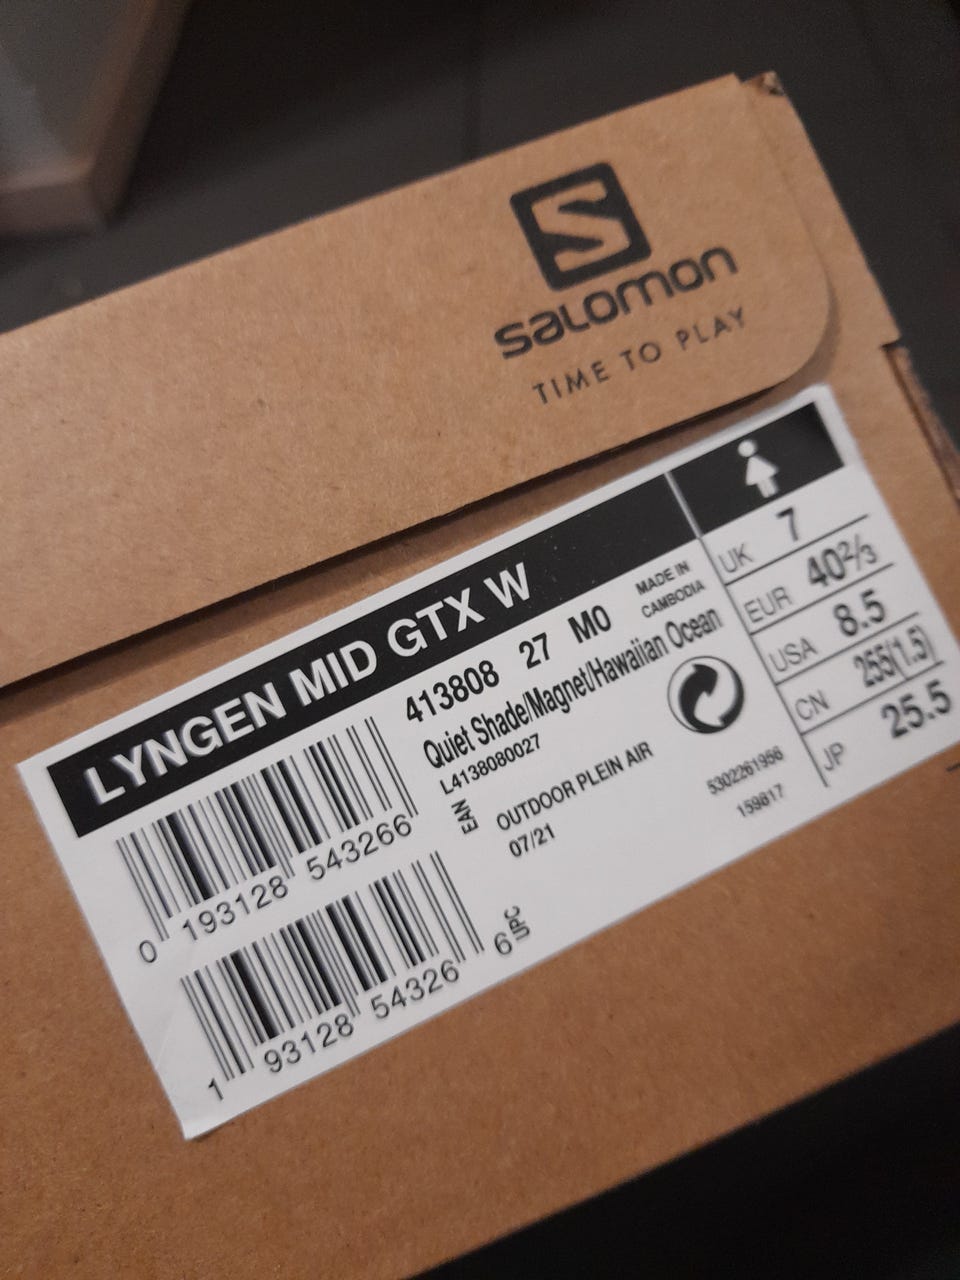 S
SALOMON
TIME TO PLAY
LYNGEN MID GTX W
413808 27 M0
MADE IN
CAMBODIA
Quiet Shade/Magnet/Hawaiian Ocean
L4138080027
EAN
OUTDOOR PLEIN AIR
07/21
5302261956
159817
0 193128 543266
1 93128 54326 6
UPC
UK 7
EUR 40⅔
USA 8.5
CN 255(1.5)
JP 25.5